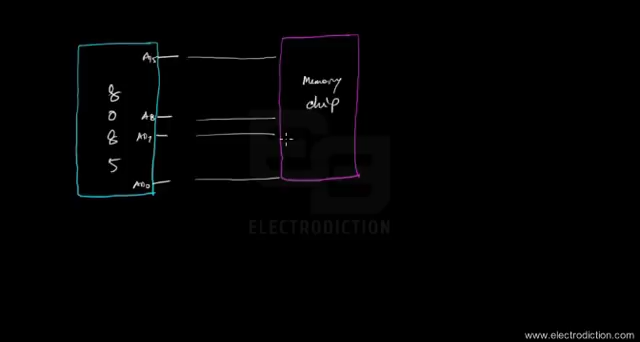 A15
Memory
chip
8
0
8
5
A8
AD7
AD0
ELECTRODICTION
www.electrodiction.com